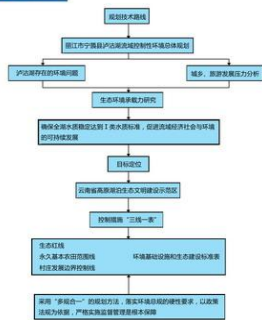 规划技术路线
丽江市宁蒗县泸沽湖流域控制性环境总体规划
泸沽湖存在的环境问题
城乡、旅游发展压力分析
生态环境承载力研究
确保全湖水质稳定达到 I 类水质标准，促进流域经济社会与环境
的可持续发展
目标定位
云南省高原湖泊生态文明建设示范区
控制措施“三线一表”
生态红线
永久基本农田范围线
环境基础设施和生态建设标准表
村庄发展边界控制线
采用“多规合一”的规划方法，落实环境总规的硬性要求，以政策
法规为依据，严格实施监督管理是根本保障